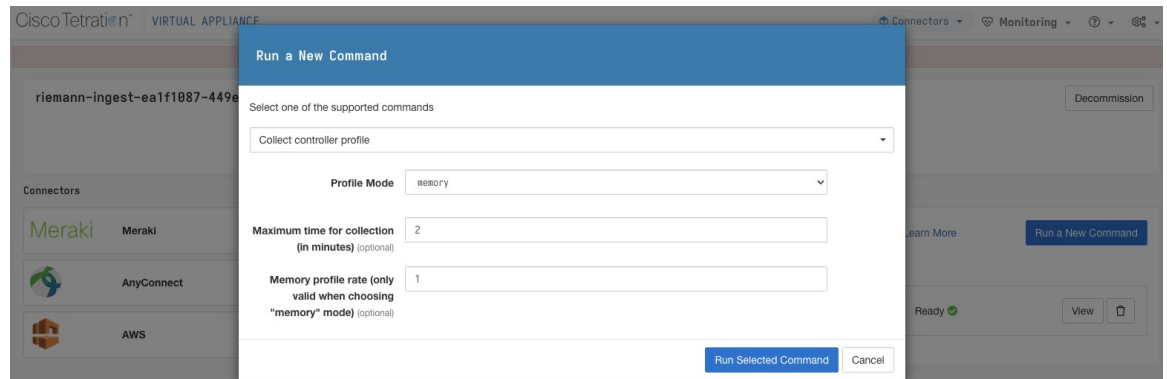 Cisco Tetration™ VIRTUAL APPLIANCE
Connectors Monitoring
Run a New Command
riemann-ingest-ea1f1087-449e
Decommission
Select one of the supported commands
Collect controller profile
Profile Mode memory
Connectors
Meraki Meraki
Maximum time for collection 2
(in minutes) (optional)
Learn More Run a New Command
AnyConnect
Memory profile rate (only 1
valid when choosing
"memory" mode) (optional)
Ready View
aws AWS
Run Selected Command Cancel